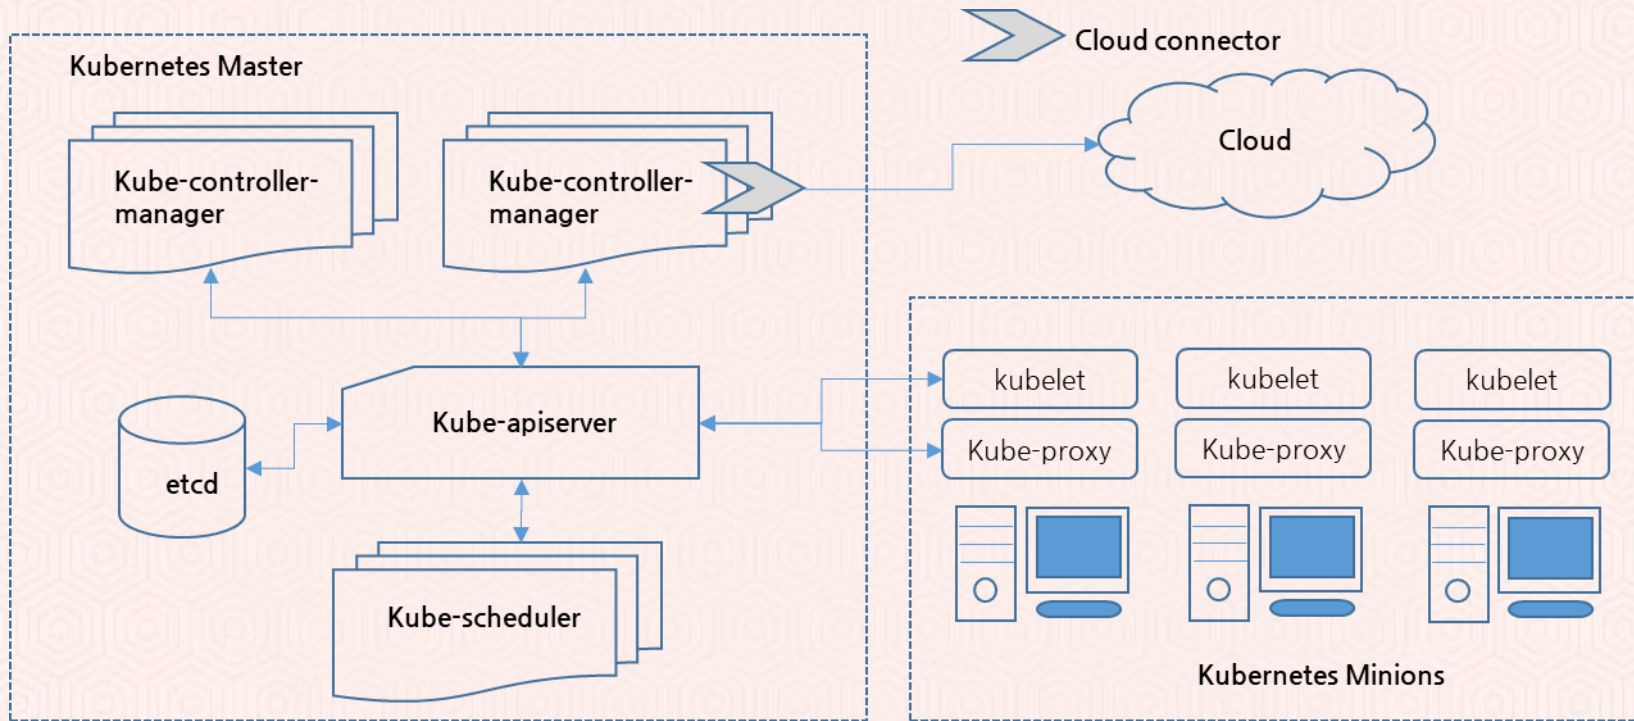 Cloud connector
Kubernetes Master
Cloud
Kube-controller-
manager
Kube-controller-
manager
Kube-apiserver
etcd
Kube-scheduler
kubelet
kubelet
kubelet
Kube-proxy
Kube-proxy
Kube-proxy
Kubernetes Minions